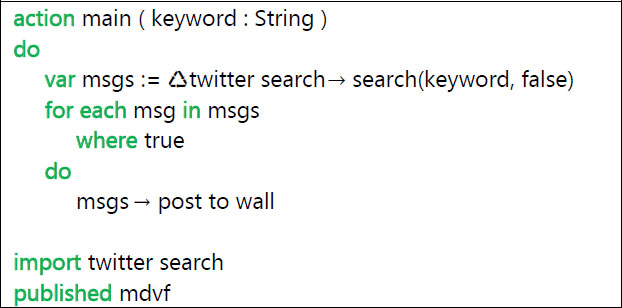 action main ( keyword : String )
do
var msgs := ♺twitter search→ search(keyword, false)
for each msg in msgs
where true
do
msgs → post to wall
import twitter search
published mdvf